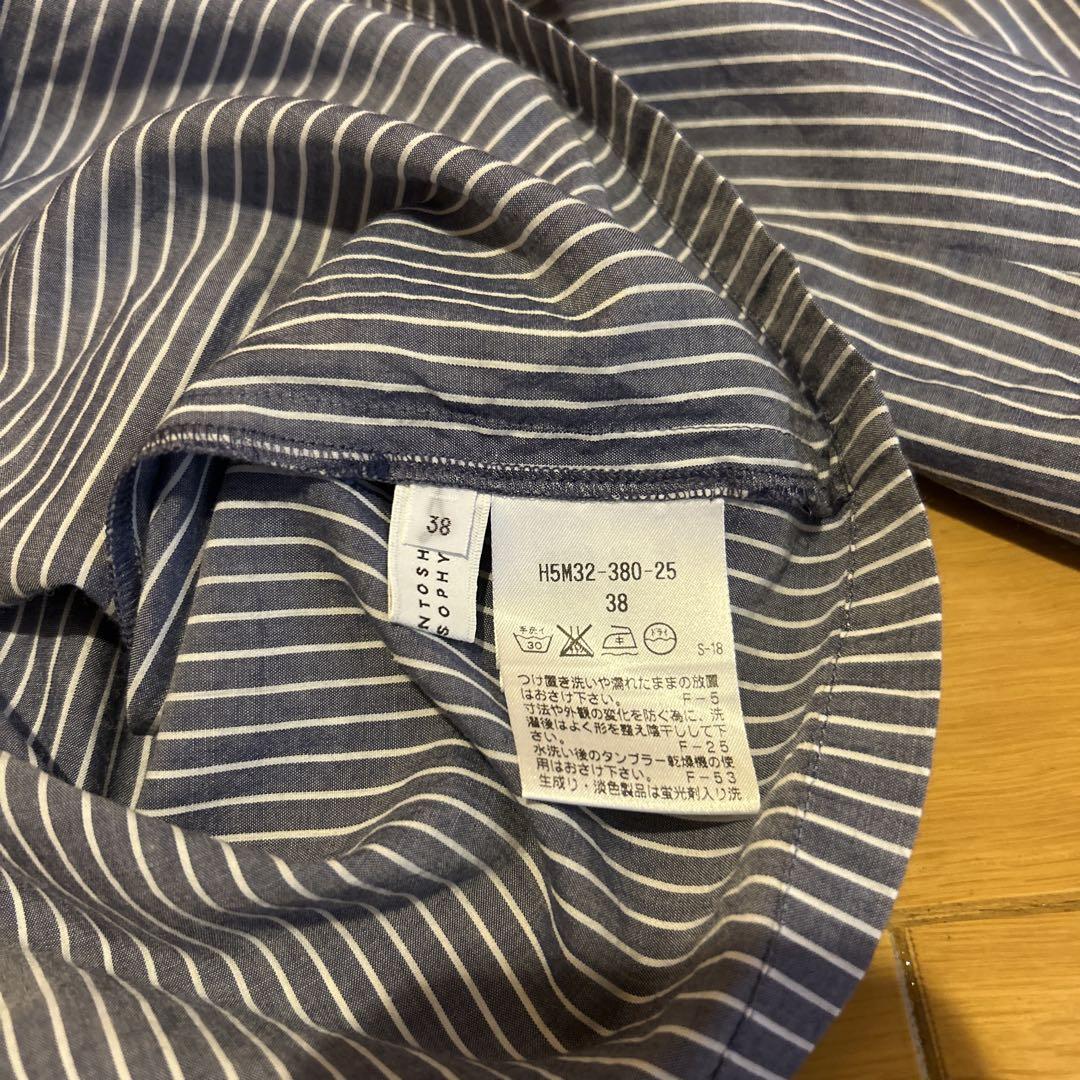 38
NTOSH
SOPHY
H5M32-380-25
38
手洗イ
30
ドライ
S-18
つけ置き洗いや濡れたままの放置
はおさけ下さい。 F-5
寸法や外観の変化を防ぐ為に、洗
濯後はよく形を整え陰干しして下
さい。 F-25
水洗い後のタンブラー乾燥機の使
用はおさけ下さい。 F-53
生成り・淡色製品は蛍光剤入り洗